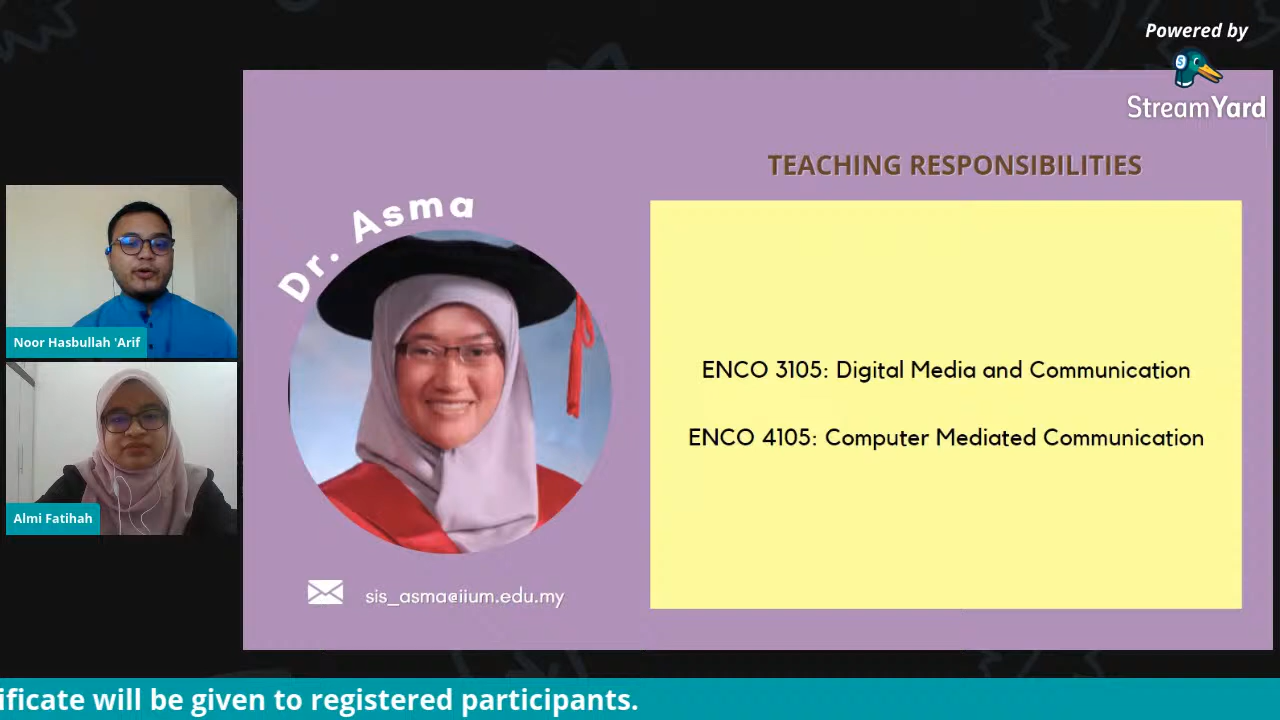 Powered by
StreamYard
TEACHING RESPONSIBILITIES
Dr. Asma
ENCO 3105: Digital Media and Communication
ENCO 4105: Computer Mediated Communication
sis_asma@iium.edu.my
Noor Hasbullah 'Arif
Almi Fatihah
ificate will be given to registered participants.